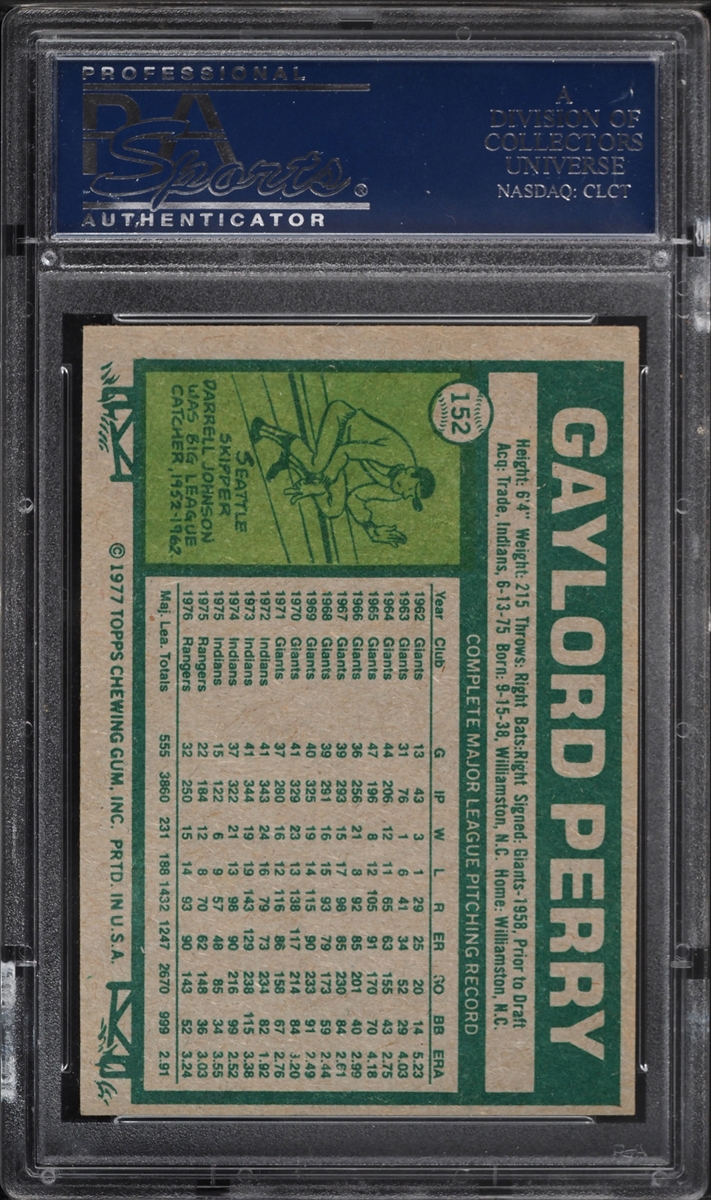 PROFESSIONAL
PSA
Sports®
AUTHENTICATOR
A
DIVISION OF
COLLECTORS
UNIVERSE
NASDAQ: CLCT
GAYLORD PERRY
152
Height: 6'4" Weight: 215 Throws: Right Bats: Right Signed: Giants-1958, Prior to Draft
Acq: Trade, Indians, 6-13-75 Born: 9-15-38, Williamston, N.C. Home: Williamston, N.C.
COMPLETE MAJOR LEAGUE PITCHING RECORD
Year Club G IP W L R ER SO BB ERA
1962 Giants 13 43 3 1 29 25 20 14 5.23
1963 Giants 31 76 1 6 41 34 52 29 4.03
1964 Giants 44 206 12 11 65 63 155 43 2.75
1965 Giants 47 196 8 12 105 91 170 70 4.18
1966 Giants 36 256 21 8 92 85 201 40 2.99
1967 Giants 39 293 15 17 98 85 230 84 2.61
1968 Giants 39 291 16 15 93 79 173 59 2.44
1969 Giants 40 325 19 14 115 90 233 91 2.49
1970 Giants 41 329 23 13 138 117 214 84 3.20
1971 Giants 37 280 16 12 116 86 158 67 2.76
1972 Indians 41 343 24 16 79 73 234 82 1.92
1973 Indians 41 344 19 19 143 129 238 115 3.38
1974 Indians 37 322 21 13 98 90 216 99 2.52
1975 Indians 15 122 6 9 57 48 85 34 3.55
1975 Rangers 22 184 12 8 70 62 148 36 3.03
1976 Rangers 32 250 15 14 93 90 143 52 3.24
Maj. Lea. Totals 555 3860 231 188 1432 1247 2670 999 2.91
SEATTLE
SKIPPER
DARRELL JOHNSON
WAS BIG LEAGUE
CATCHER, 1952-1962.
© 1977 TOPPS CHEWING GUM, INC. PRTD. IN U.S.A.
PSA